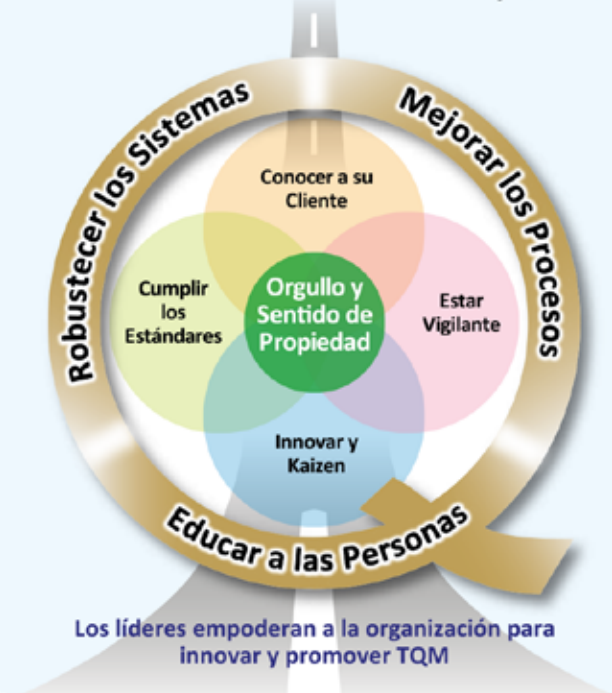 Robustecer los Sistemas
Mejorar los Procesos
Conocer a su
Cliente
Cumplir
los
Estándares
Orgullo y
Sentido de
Propiedad
Estar
Vigilante
Innovar y
Kaizen
Educar a las Personas
Los líderes empoderan a la organización para
innovar y promover TQM